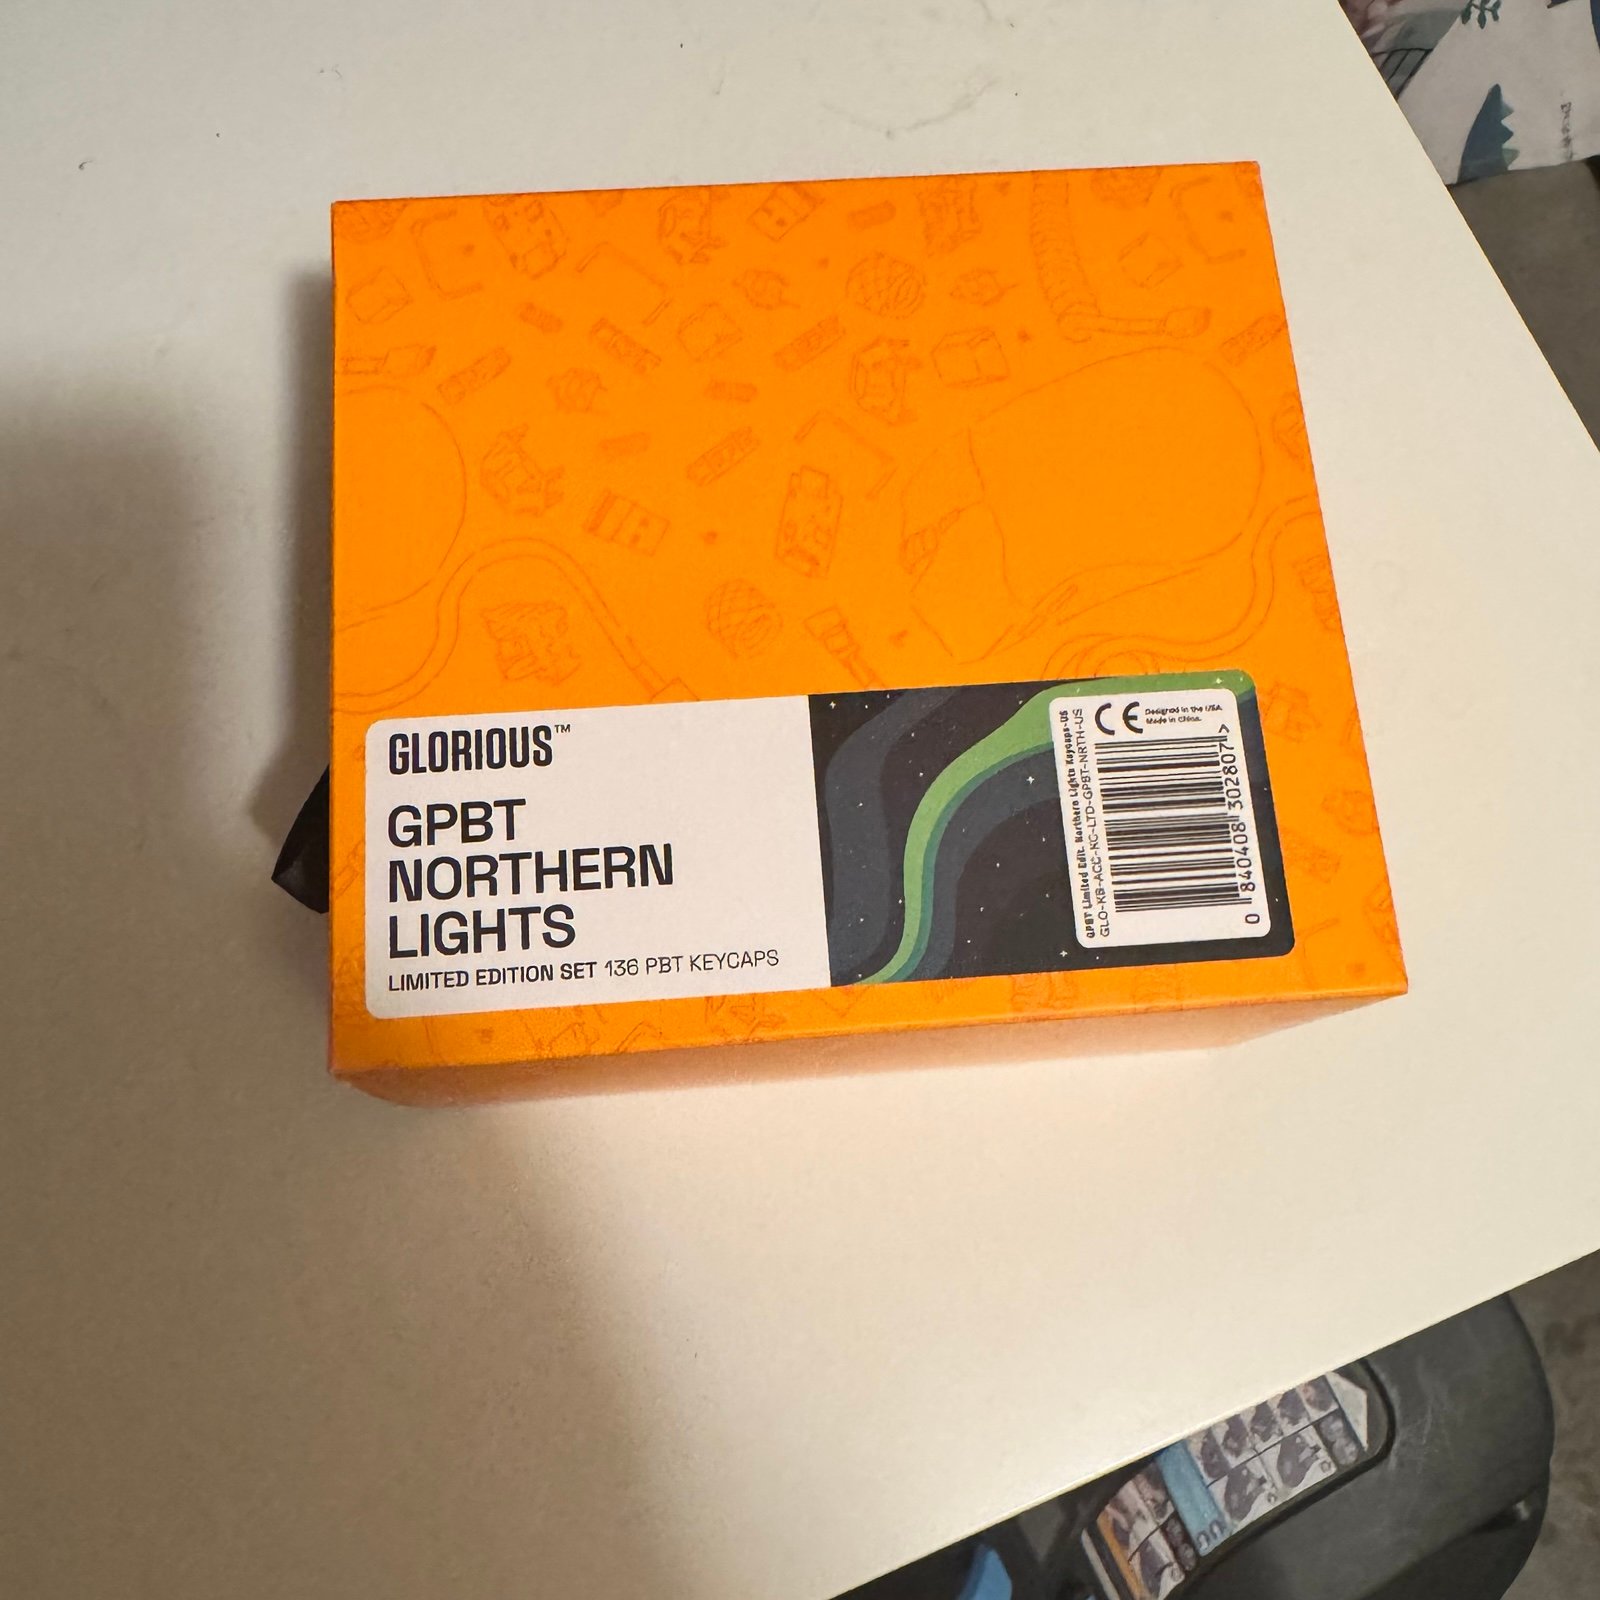 GLORIOUS™
GPBT
NORTHERN
LIGHTS
LIMITED EDITION SET 136 PBT KEYCAPS
GPBT Limited Edit. Northern Lights Keycaps-US
GLO-KB-ACC-KC-LTD-GPBT-NRTH-US
CE
Designed in the USA
Made in China.
0 840408 302807 >